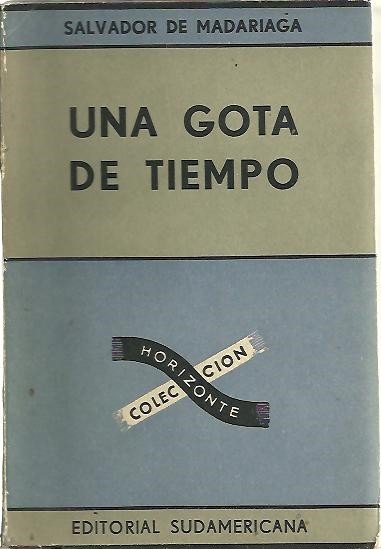 SALVADOR DE MADARIAGA
UNA GOTA
DE TIEMPO
COLECCION
HORIZONTE
EDITORIAL SUDAMERICANA